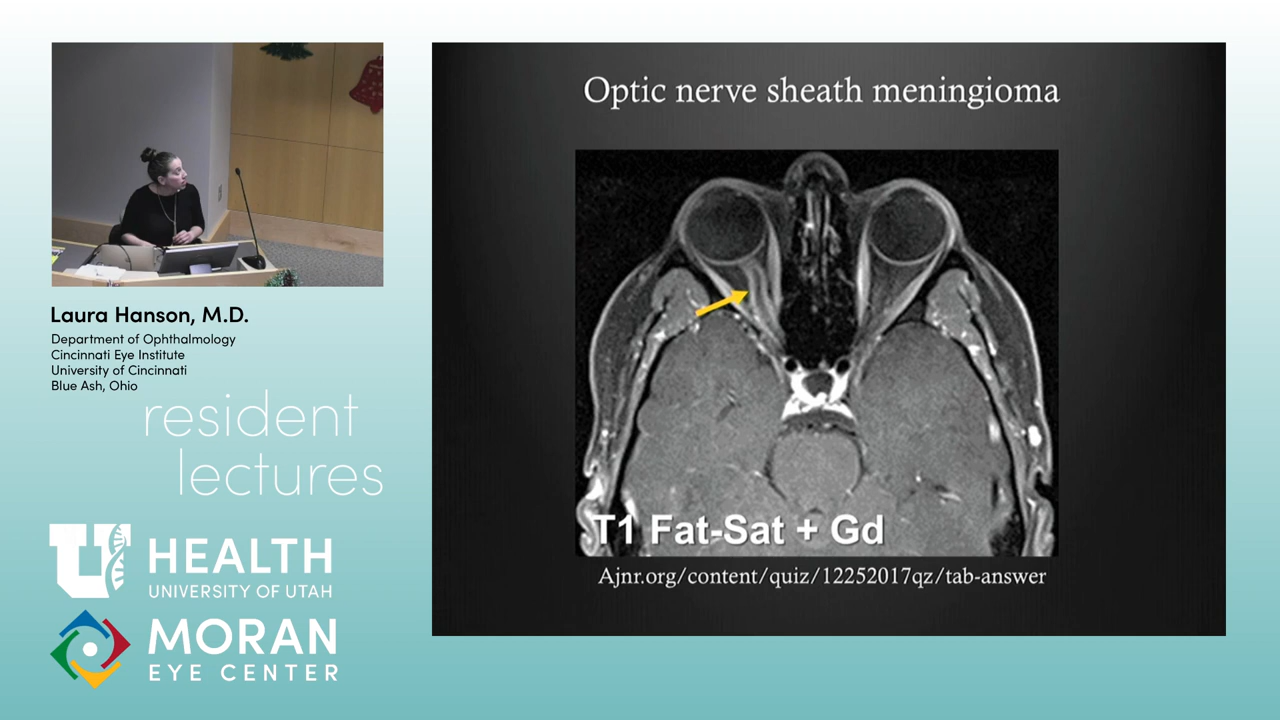 Laura Hanson, M.D.
Department of Ophthalmology
Cincinnati Eye Institute
University of Cincinnati
Blue Ash, Ohio
resident
lectures
U HEALTH
UNIVERSITY OF UTAH
MORAN
EYE CENTER
Optic nerve sheath meningioma
T1 Fat-Sat + Gd
Ajnr.org/content/quiz/12252017qz/tab-answer